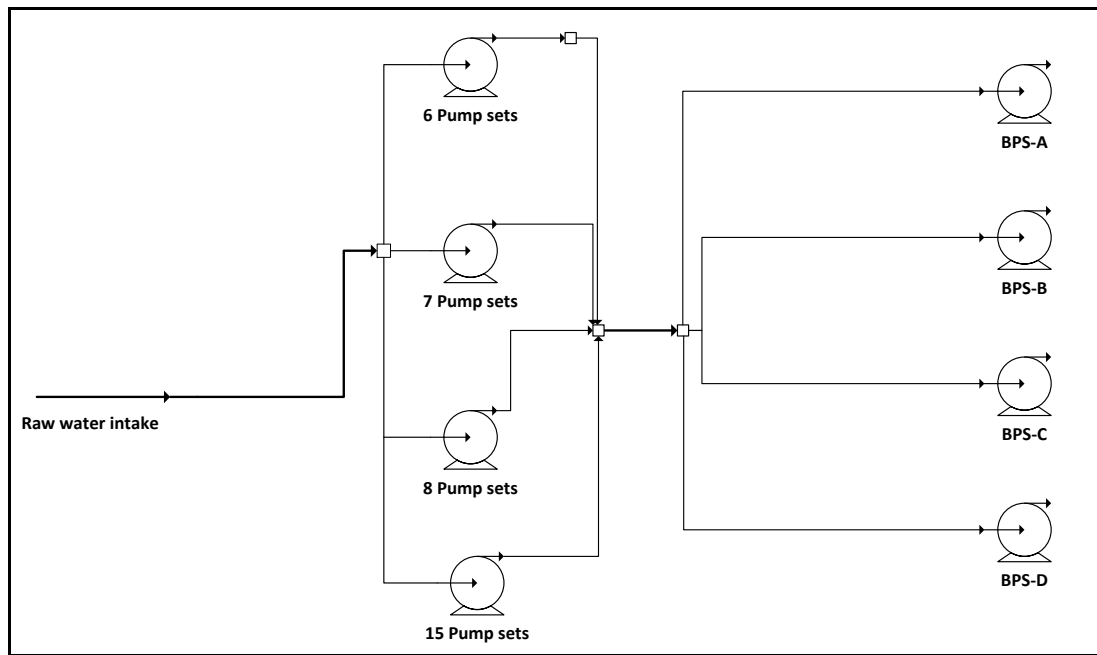 6 Pump sets
BPS-A
7 Pump sets
BPS-B
Raw water intake
8 Pump sets
BPS-C
15 Pump sets
BPS-D